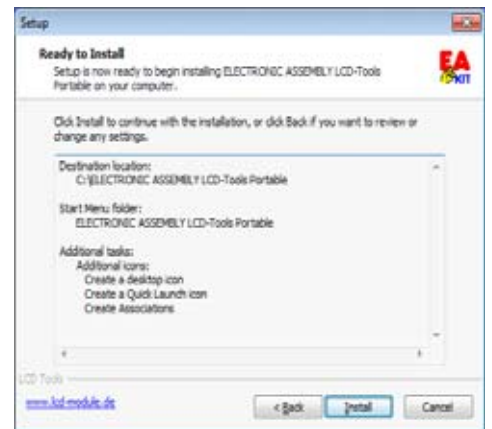 Setup
Ready to Install
Setup is now ready to begin installing ELECTRONIC ASSEMBLY LCD-Tools
Portable on your computer.
EA
KIT
Click Install to continue with the installation, or click Back if you want to review or
change any settings.
Destination location:
C:\ELECTRONIC ASSEMBLY LCD-Tools Portable
Start Menu folder:
ELECTRONIC ASSEMBLY LCD-Tools Portable
Additional tasks:
Additional icons:
Create a desktop icon
Create a Quick Launch icon
Create Associations
LCD Tools
www.lcd-module.de
< Back
Install
Cancel